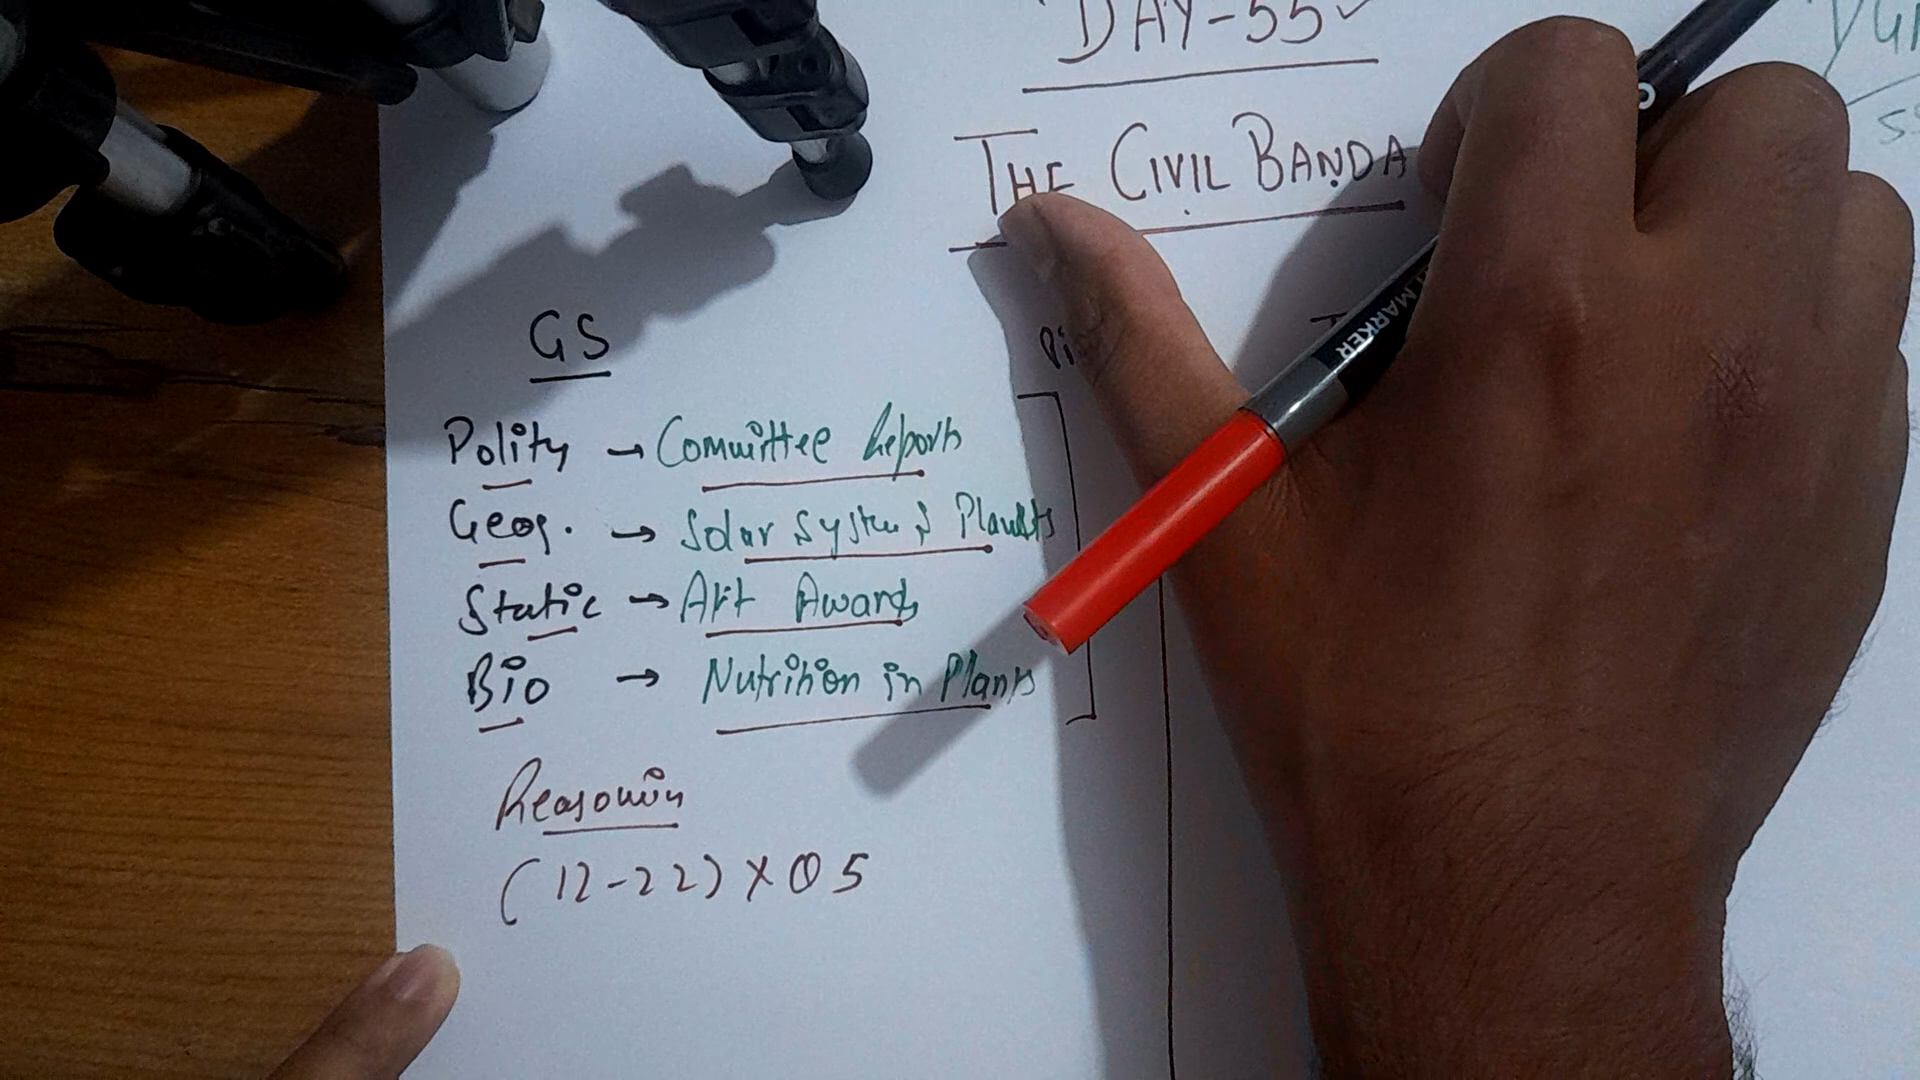 DAY-55
THE CIVIL BANDA
GS
Polity → Committee Reports
Geog. → Solar System & Planets
Static → Art Awards
Bio → Nutrition in Plants
Reasonin
(12-22) X 05
MARKER